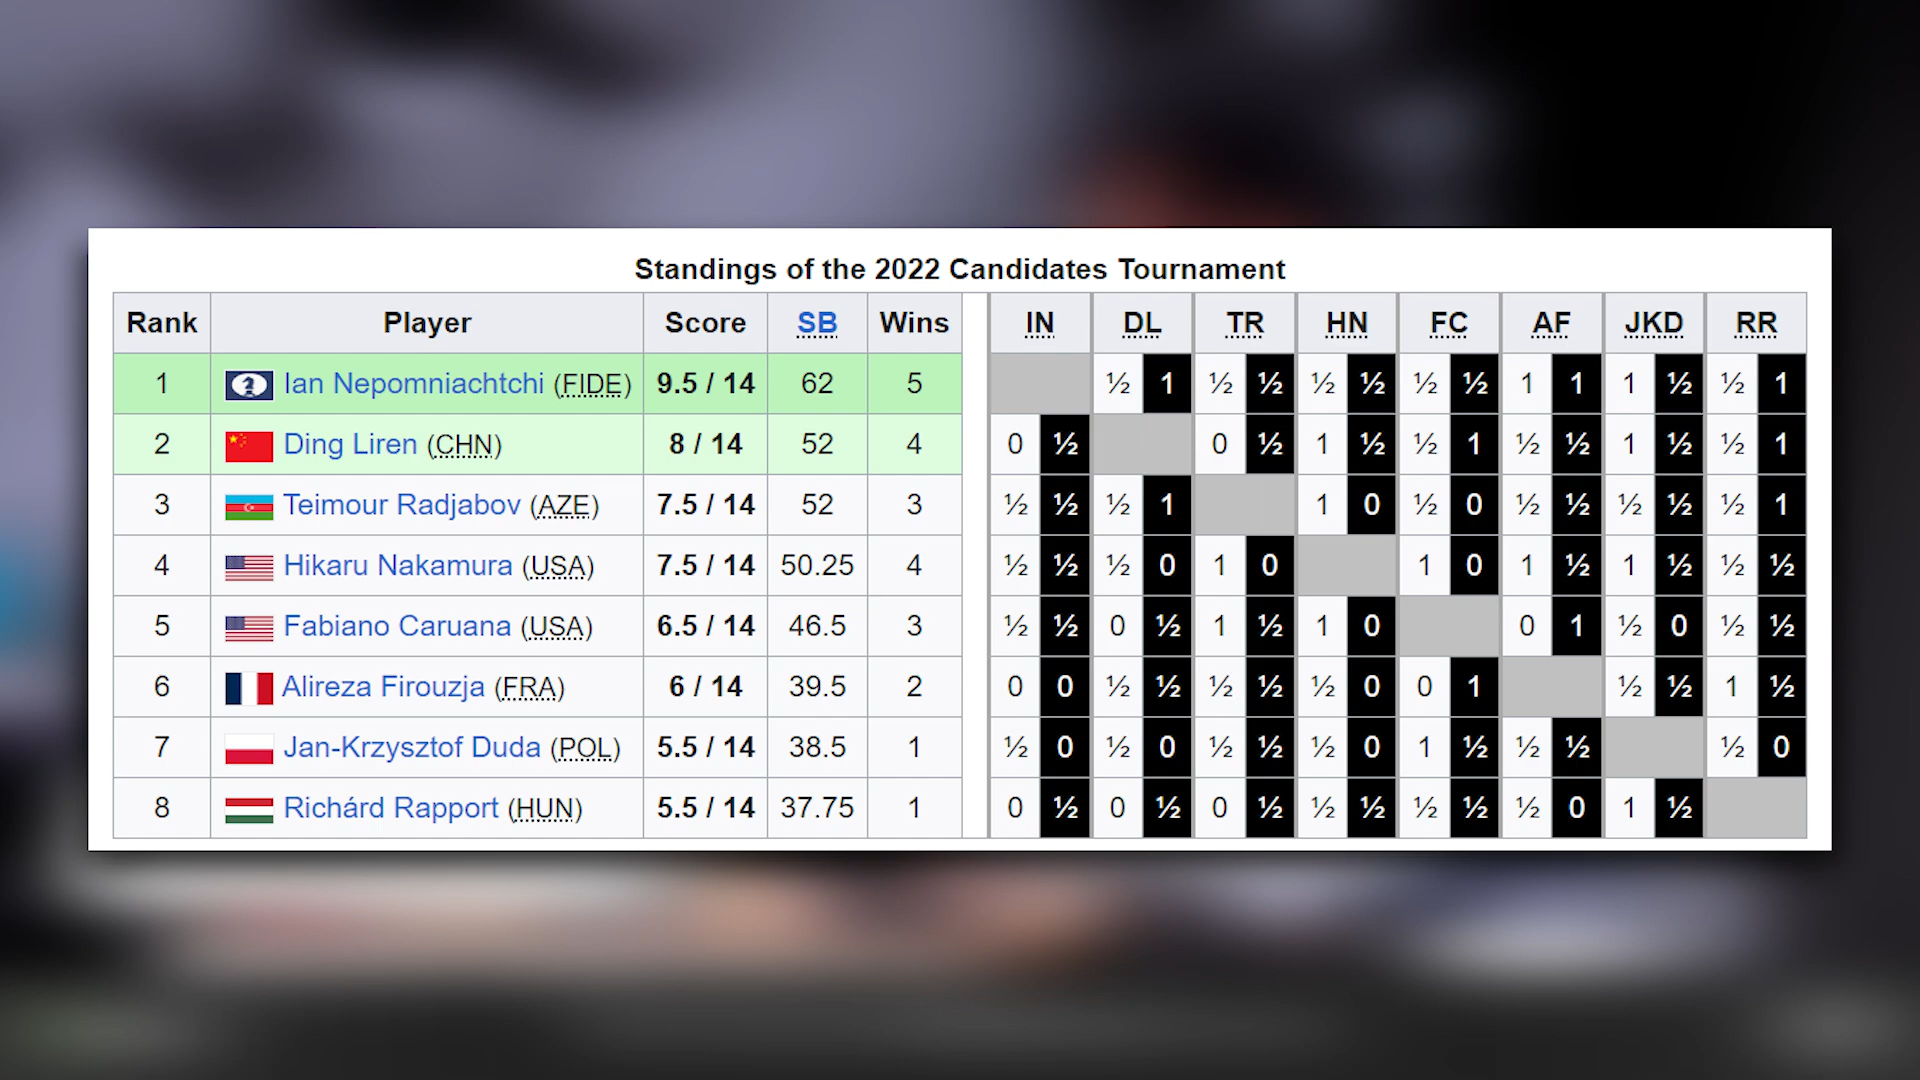 Standings of the 2022 Candidates Tournament
Rank Player Score SB Wins IN DL TR HN FC AF JKD RR
1 Ian Nepomniachtchi (FIDE) 9.5 / 14 62 5 ½ 1 ½ ½ ½ ½ ½ ½ 1 1 1 ½ ½ 1
2 Ding Liren (CHN) 8 / 14 52 4 0 ½ 0 ½ 1 ½ ½ 1 ½ ½ 1 ½ ½ 1
3 Teimour Radjabov (AZE) 7.5 / 14 52 3 ½ ½ ½ 1 1 0 ½ 0 ½ ½ ½ ½ ½ 1
4 Hikaru Nakamura (USA) 7.5 / 14 50.25 4 ½ ½ ½ 0 1 0 1 0 1 ½ 1 ½ ½ ½
5 Fabiano Caruana (USA) 6.5 / 14 46.5 3 ½ ½ 0 ½ 1 ½ 1 0 0 1 ½ 0 ½ ½
6 Alireza Firouzja (FRA) 6 / 14 39.5 2 0 0 ½ ½ ½ ½ ½ 0 0 1 ½ ½ 1 ½
7 Jan-Krzysztof Duda (POL) 5.5 / 14 38.5 1 ½ 0 ½ 0 ½ ½ ½ 0 1 ½ ½ ½ ½ 0
8 Richárd Rapport (HUN) 5.5 / 14 37.75 1 0 ½ 0 ½ 0 ½ ½ ½ ½ ½ ½ 0 1 ½